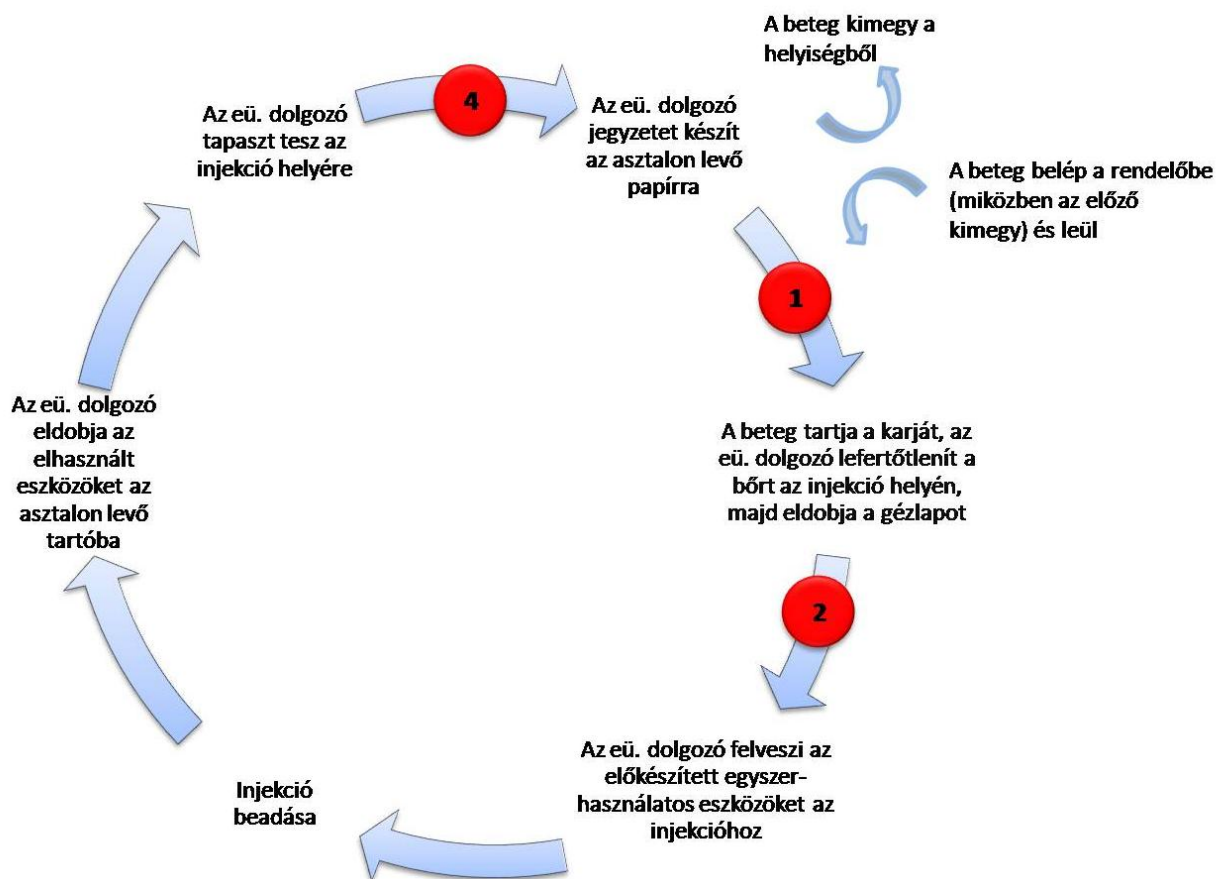 A beteg kimegy a
helyiségből
4
Az eü. dolgozó
jegyzetet készít
az asztalon levő
papírra
Az eü. dolgozó
tapaszt tesz az
injekció helyére
A beteg belép a rendelőbe
(miközben az előző
kimegy) és leül
1
Az eü. dolgozó
eldobja az
elhasznált
eszközöket az
asztalon levő
tartóba
A beteg tartja a karját, az
eü. dolgozó lefertőtlenít a
bőrt az injekció helyén,
majd eldobja a gézlapot
2
Az eü. dolgozó felveszi az
előkészített egyszer-
használatos eszközöket az
injekcióhoz
Injekció
beadása